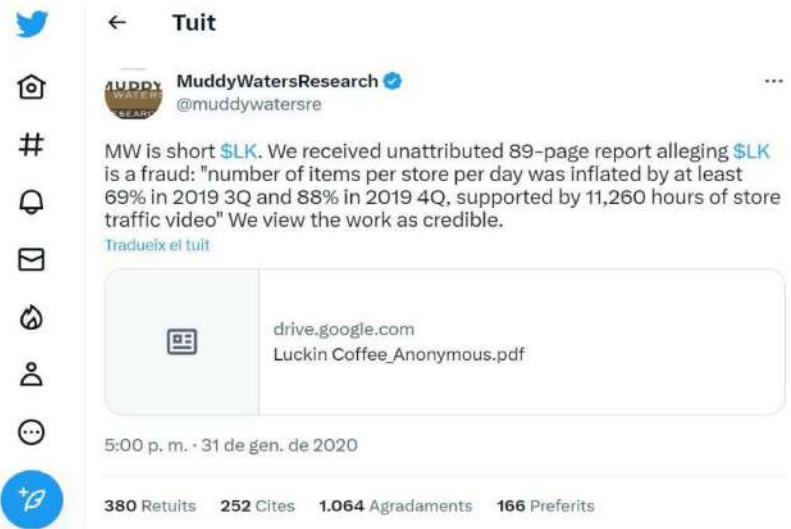 Tuit
MUDDY
WATERS
RESEARC
MuddyWatersResearch
@muddywatersre
MW is short $LK. We received unattributed 89-page report alleging $LK
is a fraud: "number of items per store per day was inflated by at least
69% in 2019 3Q and 88% in 2019 4Q, supported by 11,260 hours of store
traffic video" We view the work as credible.
Tradueix el tuit
drive.google.com
Luckin Coffee_Anonymous.pdf
5:00 p. m. · 31 de gen. de 2020
380 Retuits 252 Cites 1.064 Agradaments 166 Preferits